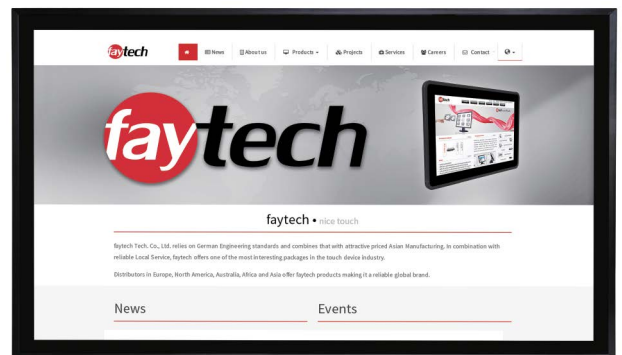 faytech
News
About us
Products
Projects
Services
Careers
Contact
faytech
faytech • nice touch
faytech Tech. Co., Ltd. relies on German Engineering standards and combines that with attractive priced Asian Manufacturing. In combination with
reliable Local Service, faytech offers one of the most interesting packages in the touch device industry.
Distributors in Europe, North America, Australia, Africa and Asia offer faytech products making it a reliable global brand.
News
Events